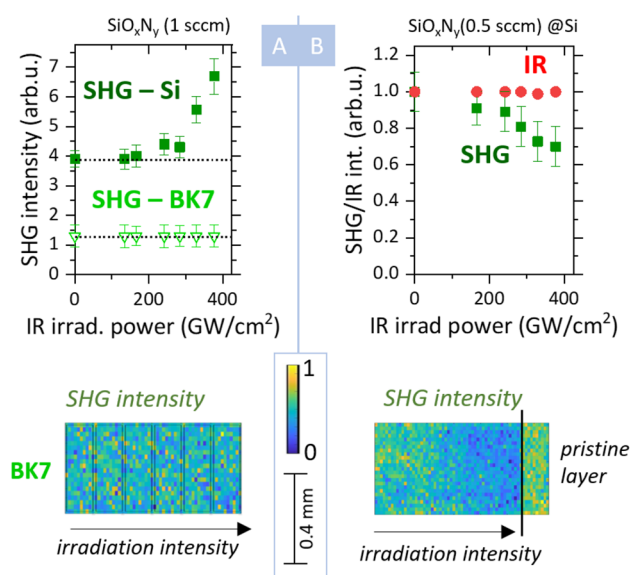 SiOxNy (1 sccm)
SHG intensity (arb.u.)
7
6
5
4
3
2
1
0
SHG – Si
SHG – BK7
0
200
400
IR irrad. power (GW/cm2)
A
B
SiOxNy(0.5 sccm) @Si
SHG/IR int. (arb.u.)
1.2
1.0
0.8
0.6
0.4
0.2
0.0
IR
SHG
0
200
400
IR irrad power (GW/cm2)
SHG intensity
BK7
irradiation intensity
1
0
0.4 mm
SHG intensity
pristine
layer
irradiation intensity